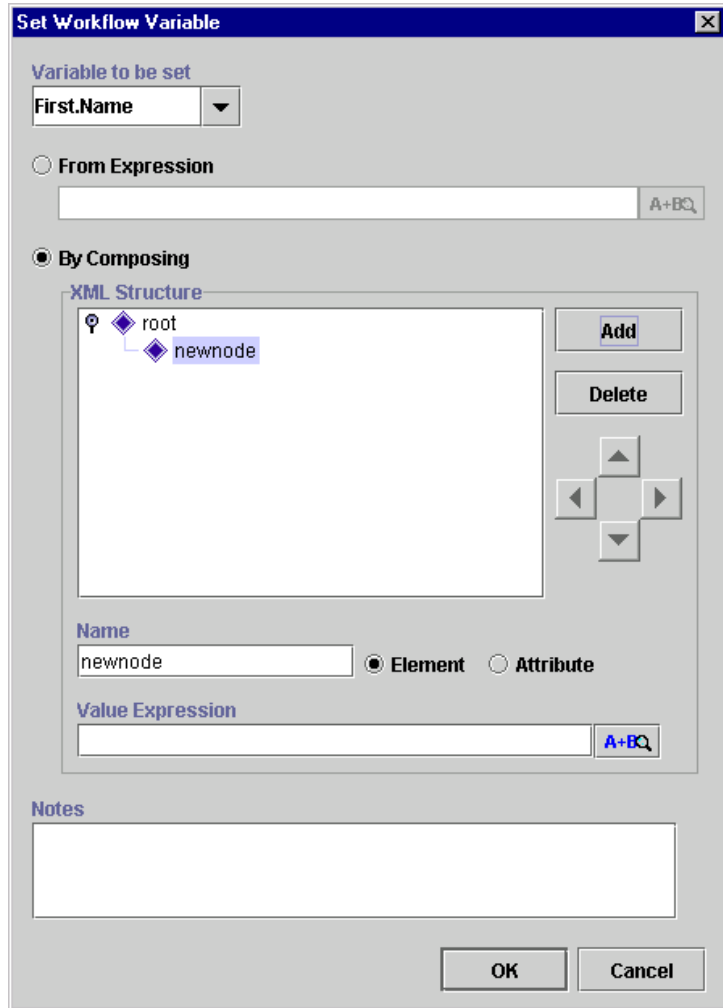 Set Workflow Variable
Variable to be set
First.Name
From Expression
A+B
By Composing
XML Structure
root
newnode
Add
Delete
Name
newnode
Element
Attribute
Value Expression
A+B
Notes
OK
Cancel